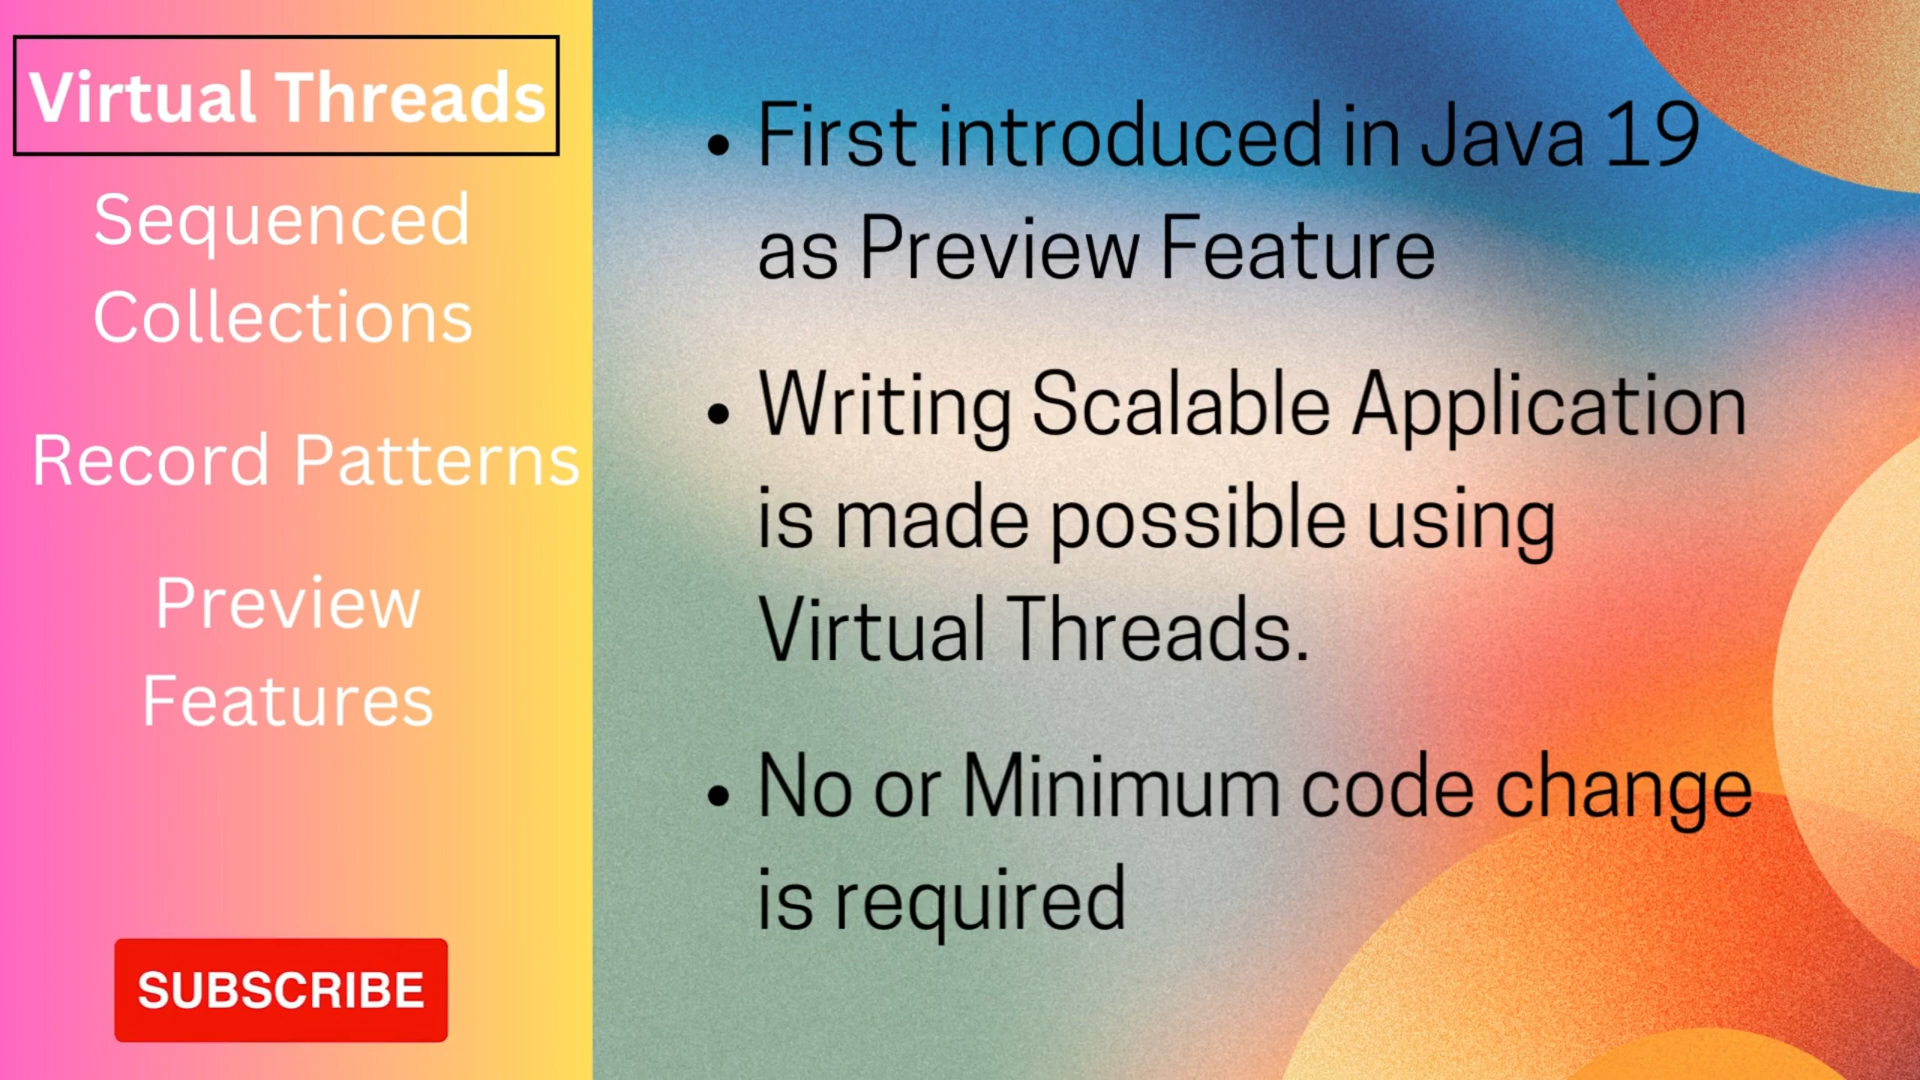 Virtual Threads
Sequenced
Collections
Record Patterns
Preview
Features
SUBSCRIBE
• First introduced in Java 19
as Preview Feature
• Writing Scalable Application
is made possible using
Virtual Threads.
• No or Minimum code change
is required